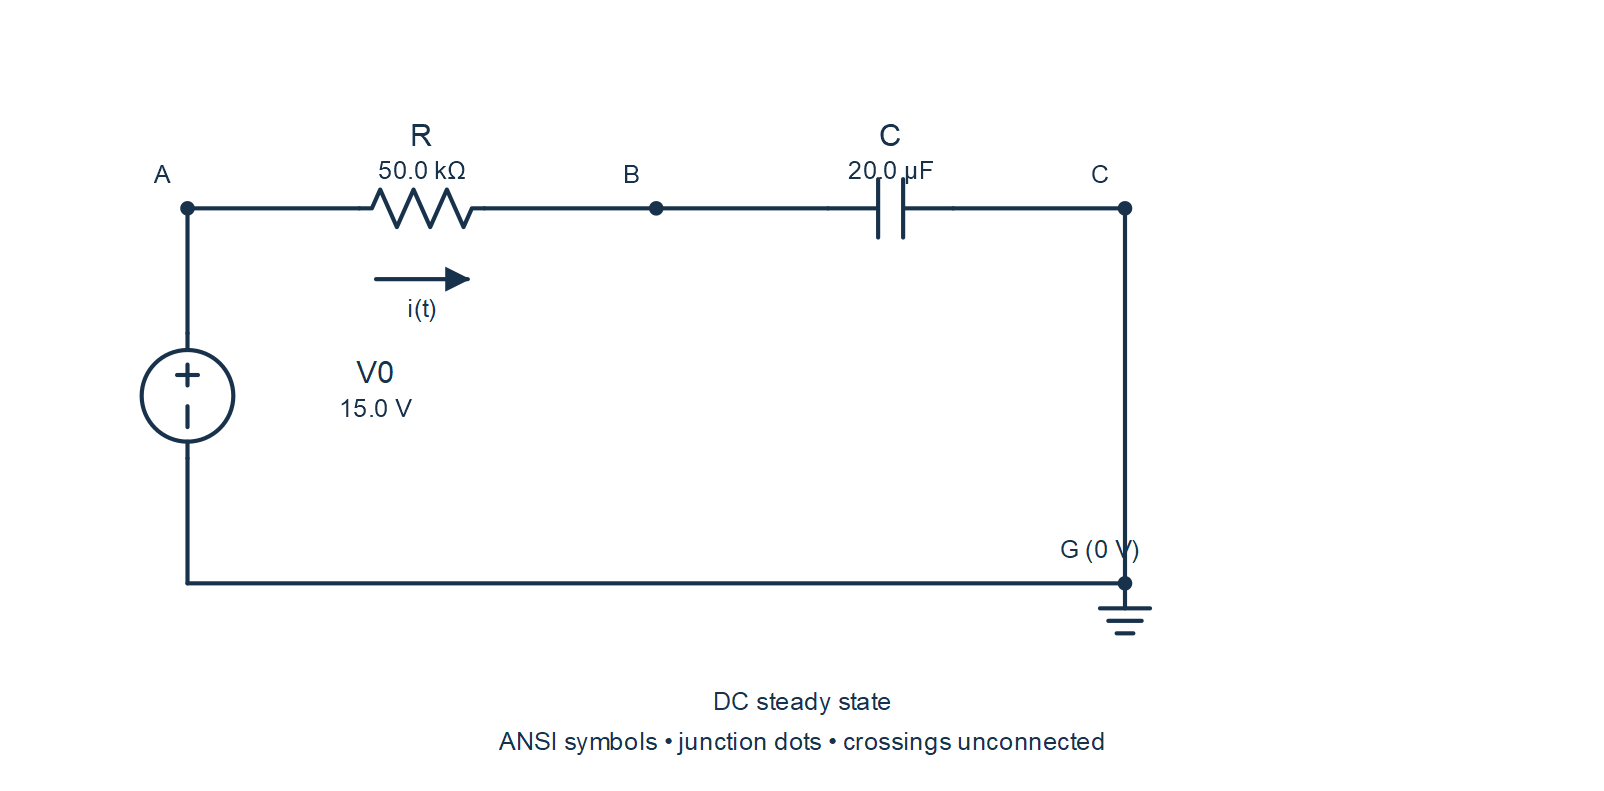 R
C
50.0 kΩ
20.0 µF
A
B
C
i(t)
V0
15.0 V
G (0 V)
DC steady state
ANSI symbols • junction dots • crossings unconnected